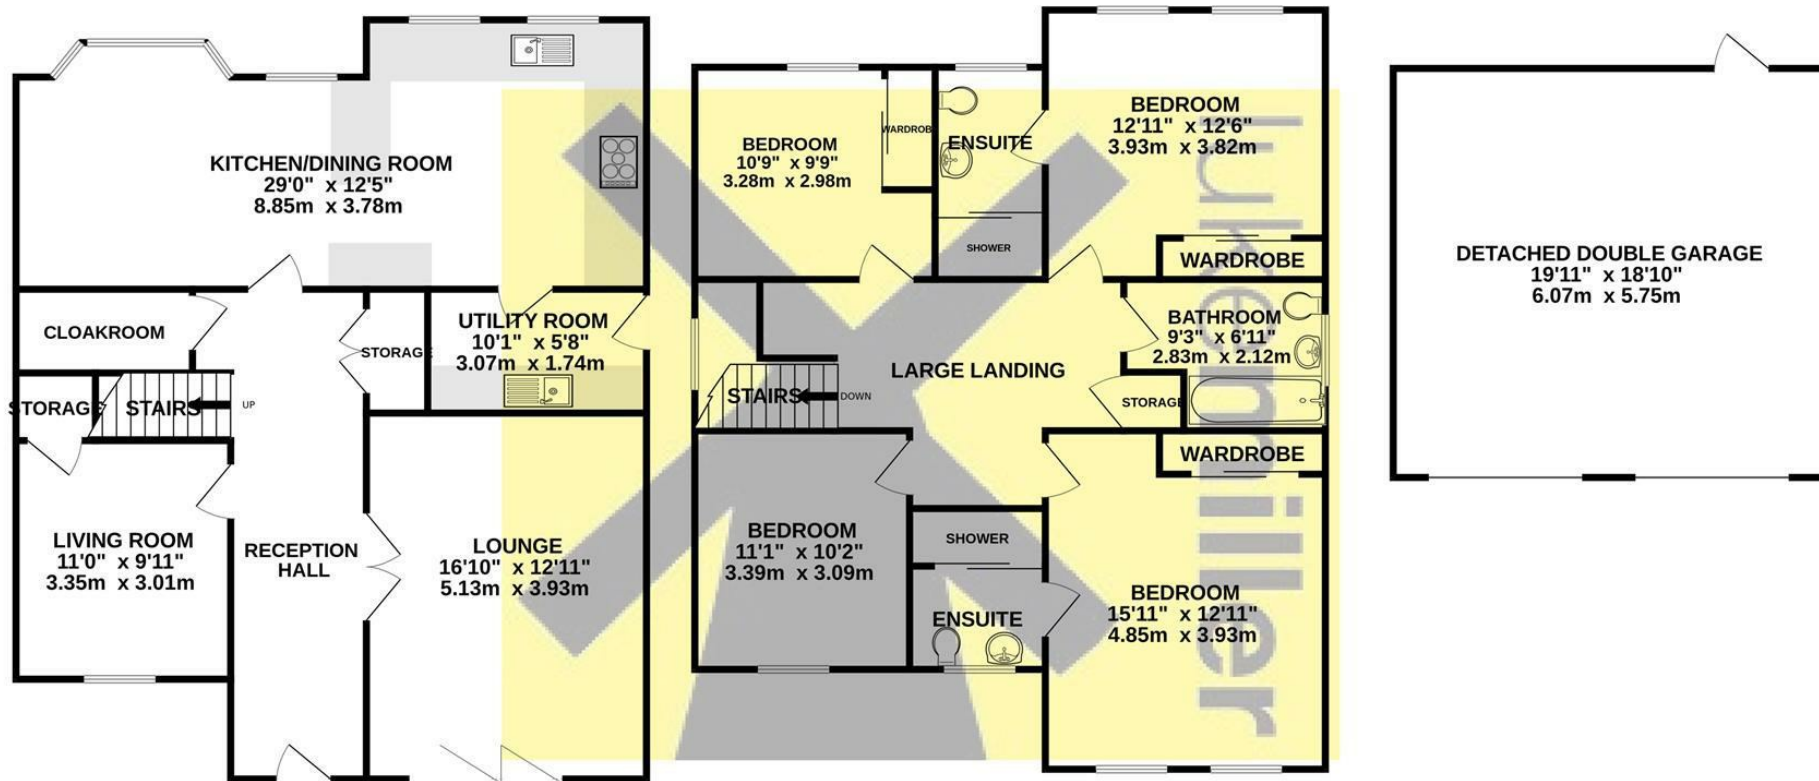 KITCHEN/DINING ROOM
29'0" x 12'5"
8.85m x 3.78m
CLOAKROOM
STORAGE
UTILITY ROOM
10'1" x 5'8"
3.07m x 1.74m
STORAGE
STAIRS
UP
LIVING ROOM
11'0" x 9'11"
3.35m x 3.01m
RECEPTION
HALL
LOUNGE
16'10" x 12'11"
5.13m x 3.93m
BEDROOM
10'9" x 9'9"
3.28m x 2.98m
WARDROB
ENSUITE
SHOWER
BEDROOM
12'11" x 12'6"
3.93m x 3.82m
WARDROBE
BATHROOM
9'3" x 6'11"
2.83m x 2.12m
LARGE LANDING
STAIRS
DOWN
STORAGE
WARDROBE
BEDROOM
11'1" x 10'2"
3.39m x 3.09m
SHOWER
ENSUITE
BEDROOM
15'11" x 12'11"
4.85m x 3.93m
DETACHED DOUBLE GARAGE
19'11" x 18'10"
6.07m x 5.75m
lukemiller